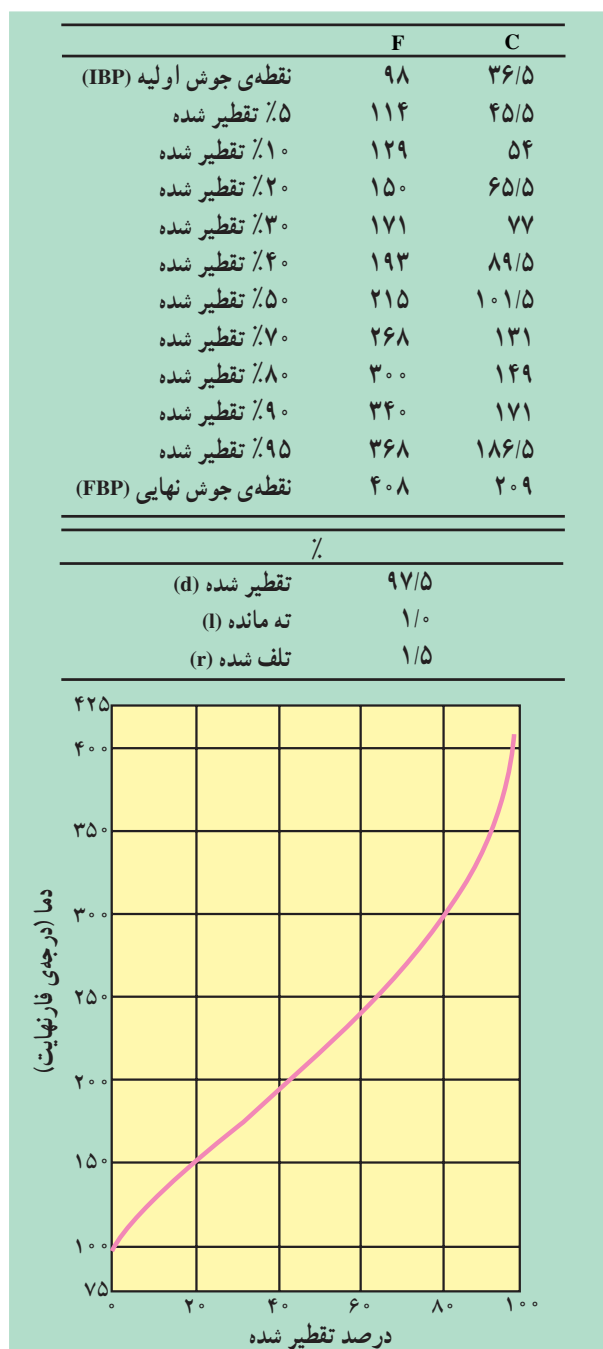 F C
نقطه‌ی جوش اولیه (IBP) ۹۸ ۳۶/۵
۵٪ تقطیر شده ۱۱۴ ۴۵/۵
۱۰٪ تقطیر شده ۱۲۹ ۵۴
۲۰٪ تقطیر شده ۱۵۰ ۶۵/۵
۳۰٪ تقطیر شده ۱۷۱ ۷۷
۴۰٪ تقطیر شده ۱۹۳ ۸۹/۵
۵۰٪ تقطیر شده ۲۱۵ ۱۰۱/۵
۷۰٪ تقطیر شده ۲۶۸ ۱۳۱
۸۰٪ تقطیر شده ۳۰۰ ۱۴۹
۹۰٪ تقطیر شده ۳۴۰ ۱۷۱
۹۵٪ تقطیر شده ۳۶۸ ۱۸۶/۵
نقطه‌ی جوش نهایی (FBP) ۴۰۸ ۲۰۹
٪
تقطیر شده (d) ۹۷/۵
ته مانده (l) ۱/۰
تلف شده (r) ۱/۵
۴۲۵
۴۰۰
۳۵۰
۳۰۰
۲۵۰
۲۰۰
۱۵۰
۱۰۰
۷۵
دما (درجه‌ی فارنهایت)
۰ ۲۰ ۴۰ ۶۰ ۸۰ ۱۰۰
درصد تقطیر شده